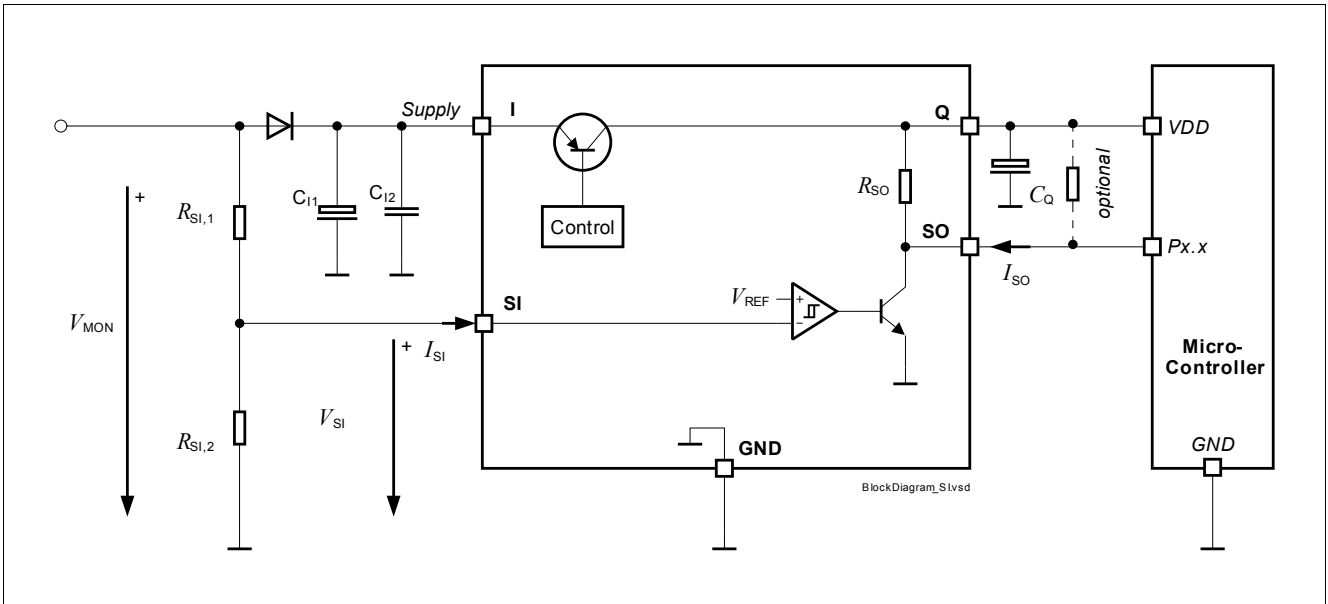 Supply
I
Q
VDD
+
R_SI,1
C_I1
C_I2
Control
R_SO
C_Q
optional
SO
Px.x
I_SO
V_MON
SI
V_REF
+
−
+
I_SI
Micro-
Controller
V_SI
R_SI,2
GND
GND
BlockDiagram_SI.vsd